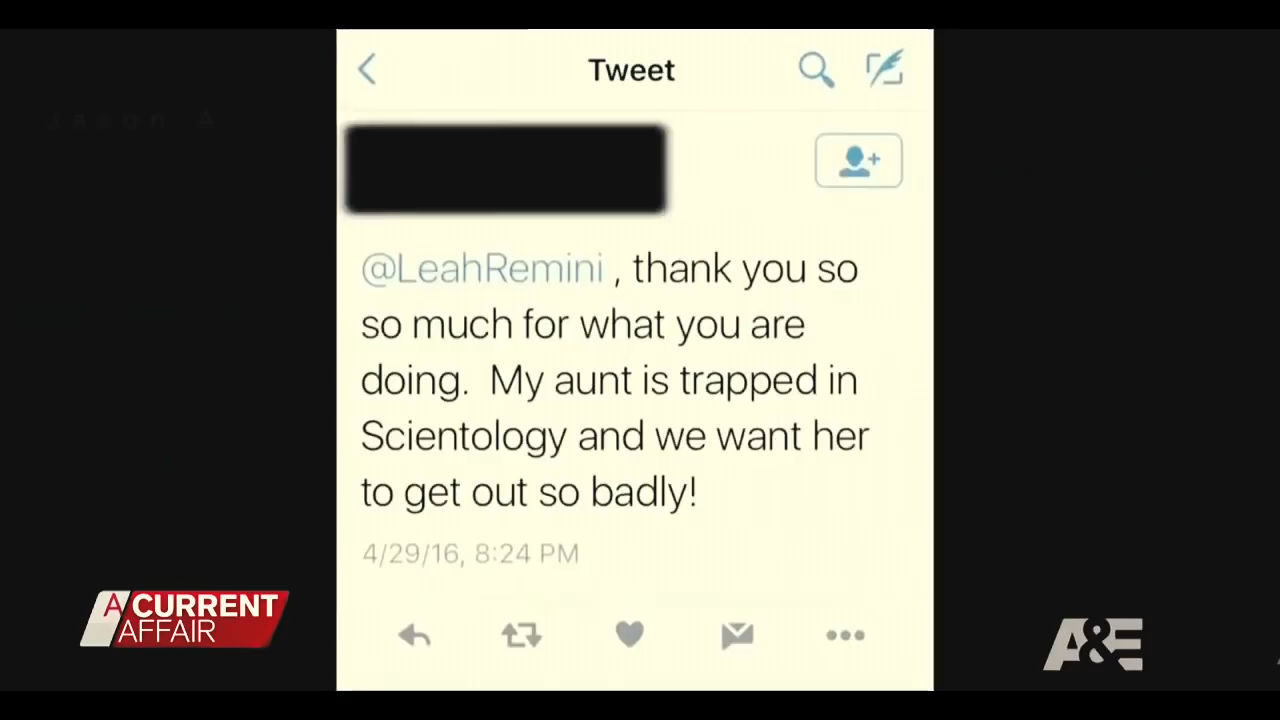 Tweet
Jason A
@LeahRemini , thank you so
so much for what you are
doing.  My aunt is trapped in
Scientology and we want her
to get out so badly!
4/29/16, 8:24 PM
A CURRENT
AFFAIR
A&E